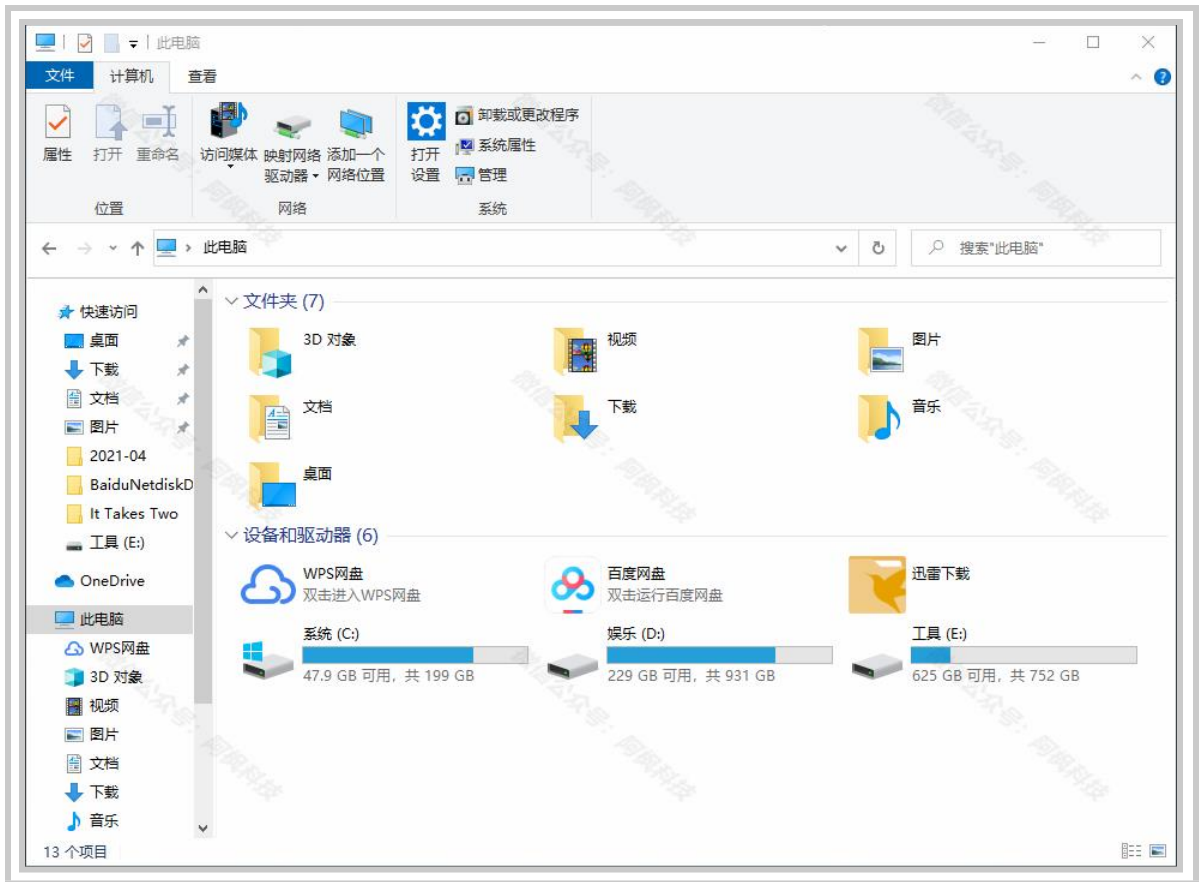 此电脑
文件 计算机 查看
属性 打开 重命名 访问媒体 映射网络驱动器 添加一个网络位置 打开设置 卸载或更改程序
系统属性
管理
位置 网络 系统
此电脑 搜索"此电脑"
快速访问
桌面
下载
文档
图片
2021-04
BaiduNetdiskD
It Takes Two
工具 (E:)
OneDrive
此电脑
WPS网盘
3D 对象
视频
图片
文档
下载
音乐
文件夹 (7)
3D 对象 视频 图片
文档 下载 音乐
桌面
设备和驱动器 (6)
WPS网盘
双击进入WPS网盘
百度网盘
双击运行百度网盘
迅雷下载
系统 (C:)
47.9 GB 可用, 共 199 GB
娱乐 (D:)
229 GB 可用, 共 931 GB
工具 (E:)
625 GB 可用, 共 752 GB
13 个项目
微信公众号: 阿枫科技